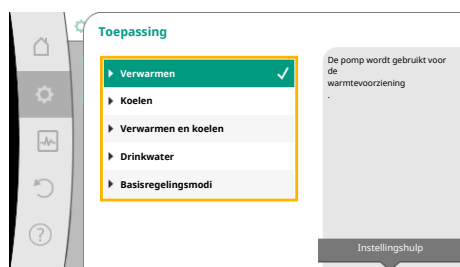 Toepassing
Verwarmen
Koelen
Verwarmen en koelen
Drinkwater
Basisregelingsmodi
De pomp wordt gebruikt voor
de
warmtevoorziening
.
Instellingshulp